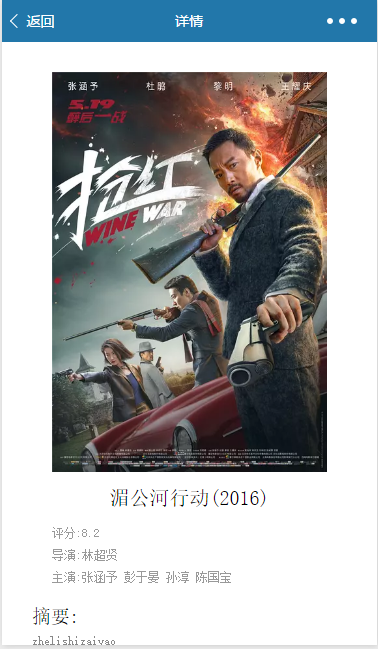 返回
详情
张涵予 杜鹃 黎明 王耀庆
5.19
最后一战
抢红
WINE WAR
湄公河行动(2016)
评分:8.2
导演:林超贤
主演:张涵予 彭于晏 孙淳 陈国宝
摘要:
zhelishizaiyao